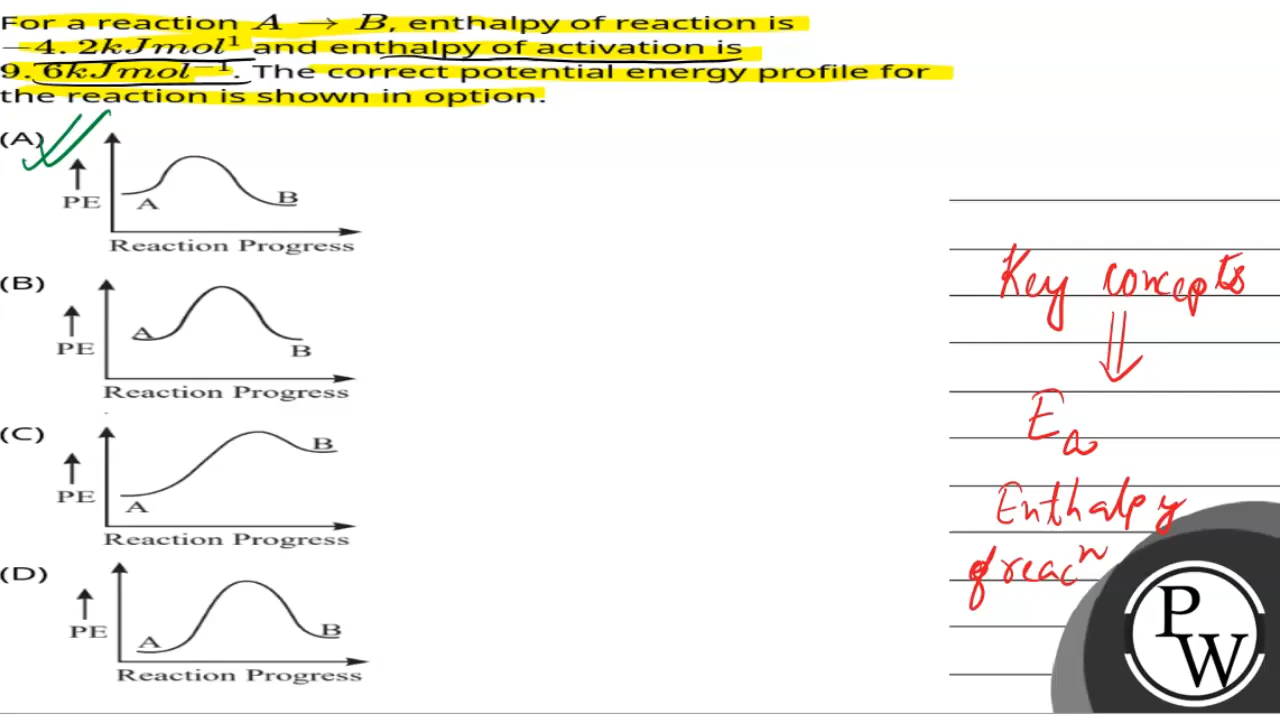 For a reaction A → B, enthalpy of reaction is
−4. 2kJmol¹ and enthalpy of activation is
9. 6kJmol⁻¹. The correct potential energy profile for
the reaction is shown in option.
(A)
PE
A
B
Reaction Progress
(B)
PE
A
B
Reaction Progress
(C)
PE
A
B
Reaction Progress
(D)
PE
A
B
Reaction Progress
Key concepts
Ea
Enthalpy
of reacⁿ
P
W